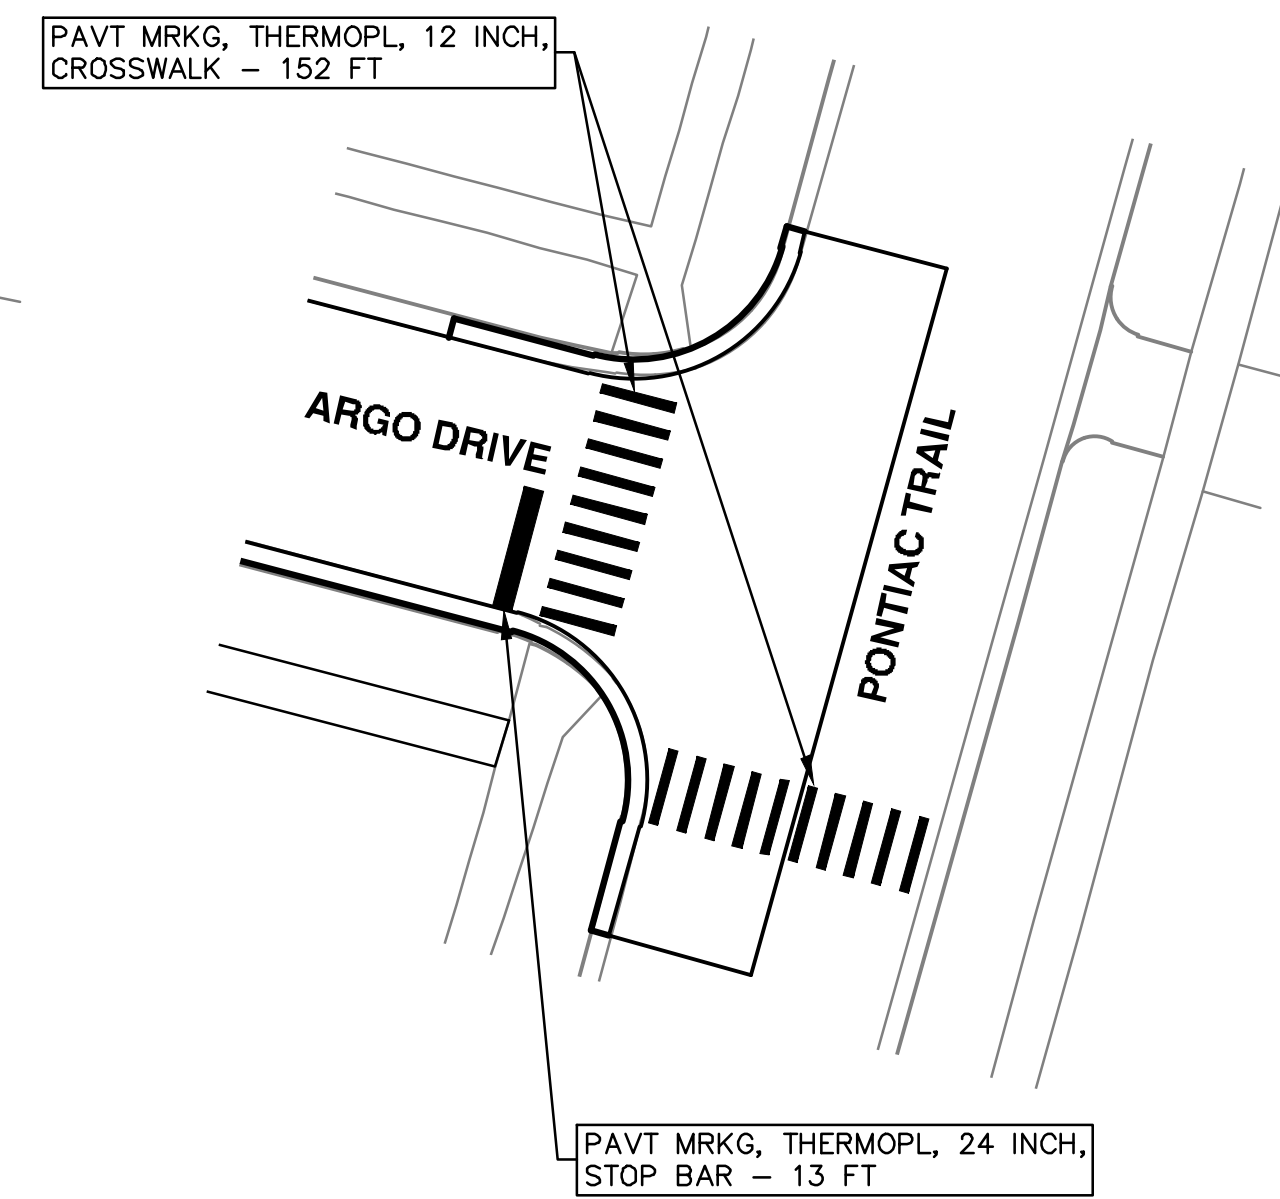 PAVT MRKG, THERMOPL, 12 INCH,
CROSSWALK – 152 FT
ARGO DRIVE
PONTIAC TRAIL
PAVT MRKG, THERMOPL, 24 INCH,
STOP BAR – 13 FT